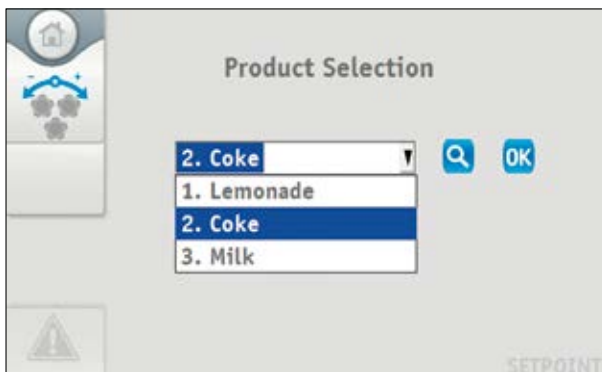 Product Selection
2. Coke
OK
1. Lemonade
2. Coke
3. Milk
SETPOINT